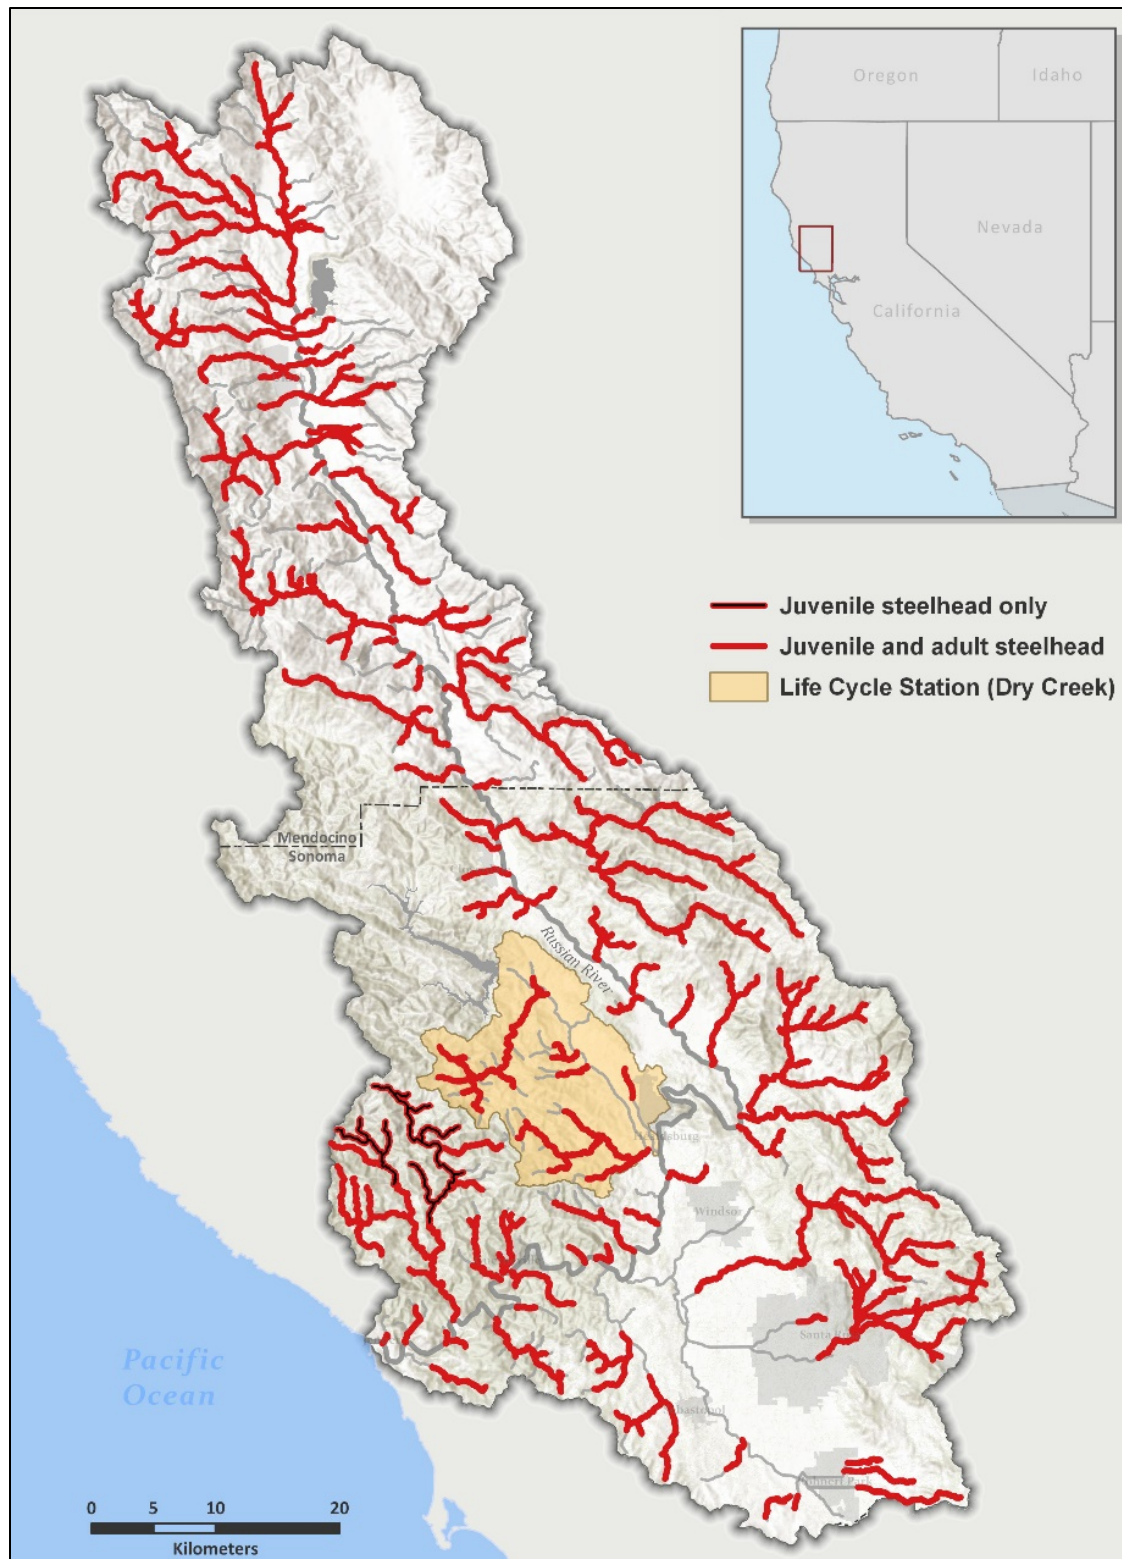 Oregon
Idaho
Nevada
California
Juvenile steelhead only
Juvenile and adult steelhead
Life Cycle Station (Dry Creek)
Mendocino
Sonoma
Russian River
Windsor
Pacific
Ocean
0 5 10 20
Kilometers